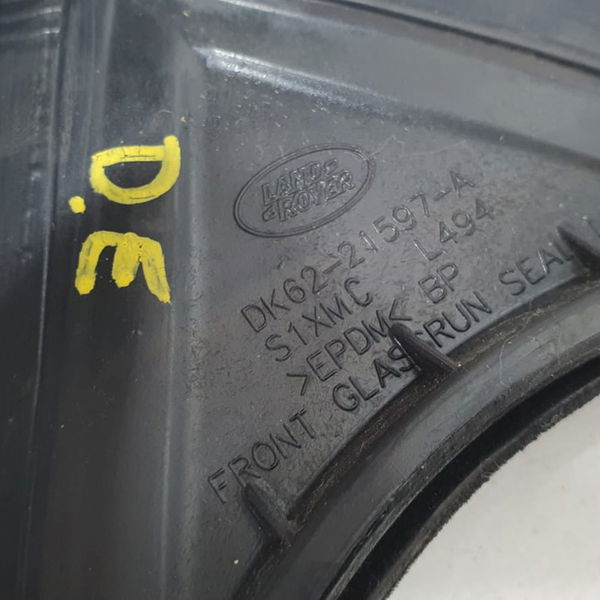 D.E
LAND-
&ROVER
DK62-21597-A
S1XMC L494
>EPDM< BP
FRONT GLASSRUN SEAL